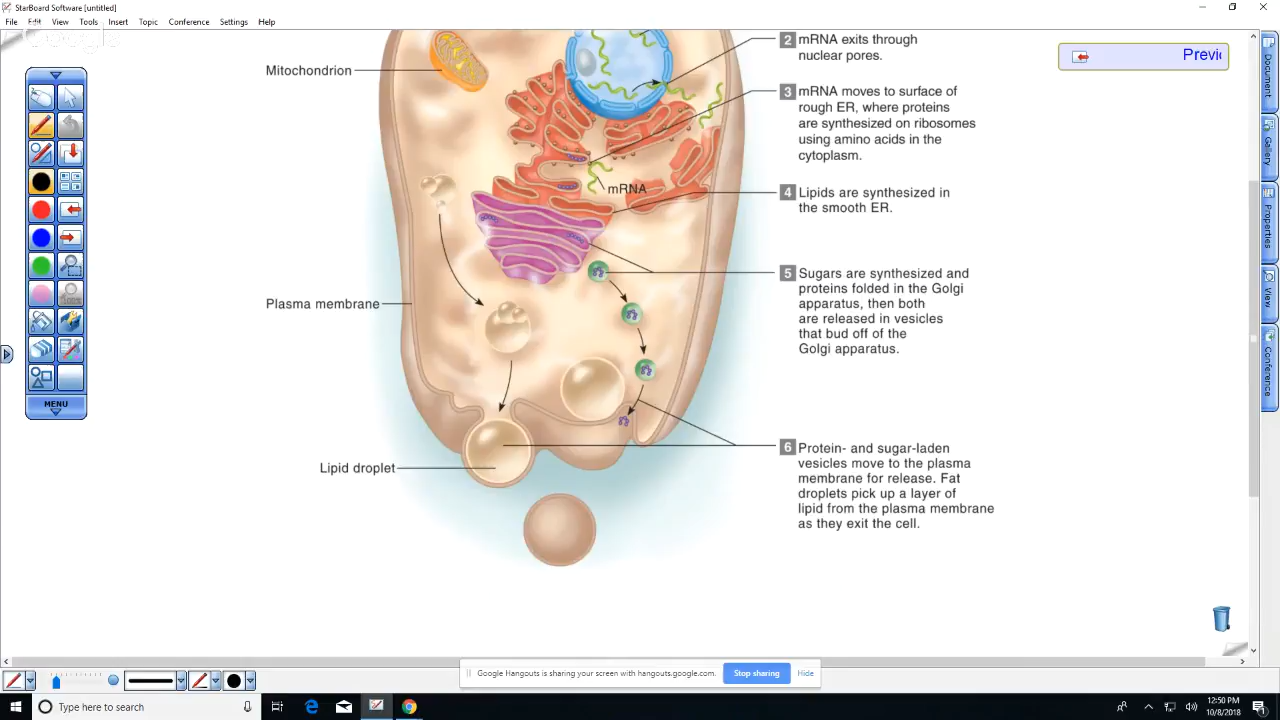 StarBoard Software [untitled]
File Edit View Tools Insert Topic Conference Settings Help
Mitochondrion
2 mRNA exits through
nuclear pores.
3 mRNA moves to surface of
rough ER, where proteins
are synthesized on ribosomes
using amino acids in the
cytoplasm.
mRNA
4 Lipids are synthesized in
the smooth ER.
5 Sugars are synthesized and
proteins folded in the Golgi
apparatus, then both
are released in vesicles
that bud off of the
Golgi apparatus.
Plasma membrane
6 Protein- and sugar-laden
vesicles move to the plasma
membrane for release. Fat
droplets pick up a layer of
lipid from the plasma membrane
as they exit the cell.
Lipid droplet
MENU
Previ
Document
Gallery
Properties
View
Conference
Google Hangouts is sharing your screen with hangouts.google.com.
Stop sharing
Hide
Type here to search
12:50 PM
10/8/2018